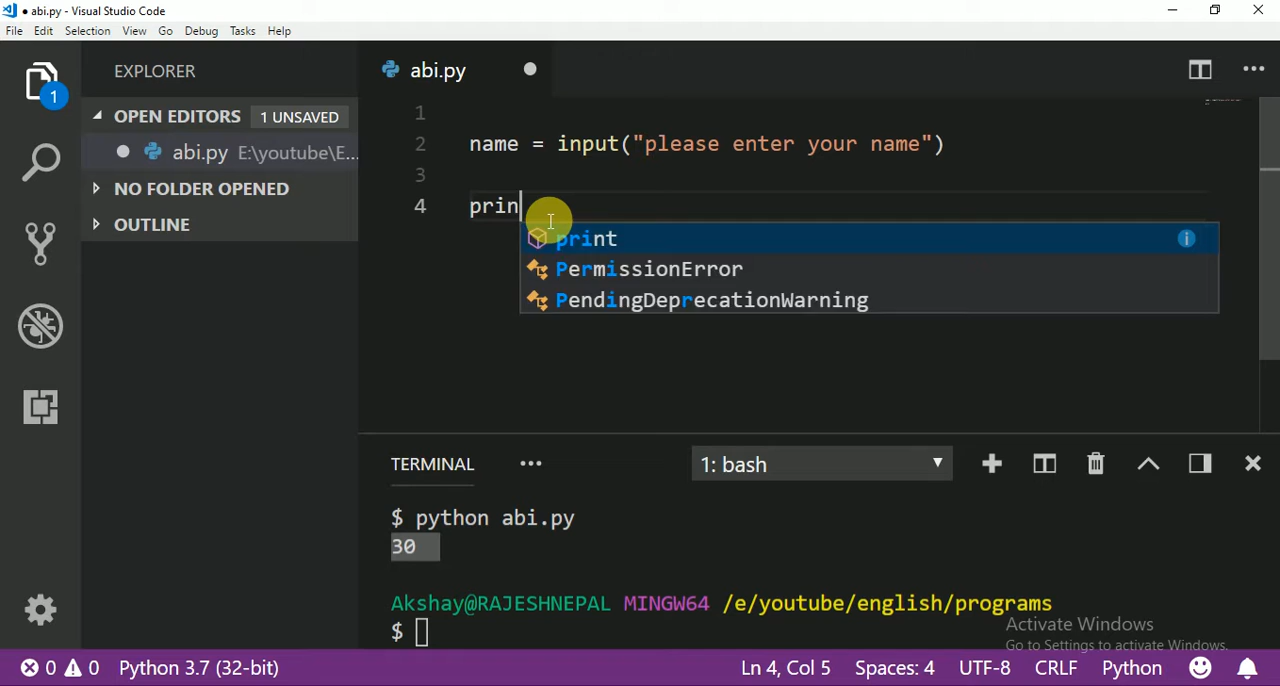 ● abi.py - Visual Studio Code
File Edit Selection View Go Debug Tasks Help
EXPLORER
OPEN EDITORS 1 UNSAVED
abi.py E:\youtube\E...
NO FOLDER OPENED
OUTLINE
1
abi.py
1
2 name = input("please enter your name")
3
4 prin
print
PermissionError
PendingDeprecationWarning
TERMINAL ... 1: bash
$ python abi.py
30
Akshay@RAJESHNEPAL MINGW64 /e/youtube/english/programs
$
Activate Windows
Go to Settings to activate Windows.
0 0 Python 3.7 (32-bit) Ln 4, Col 5 Spaces: 4 UTF-8 CRLF Python